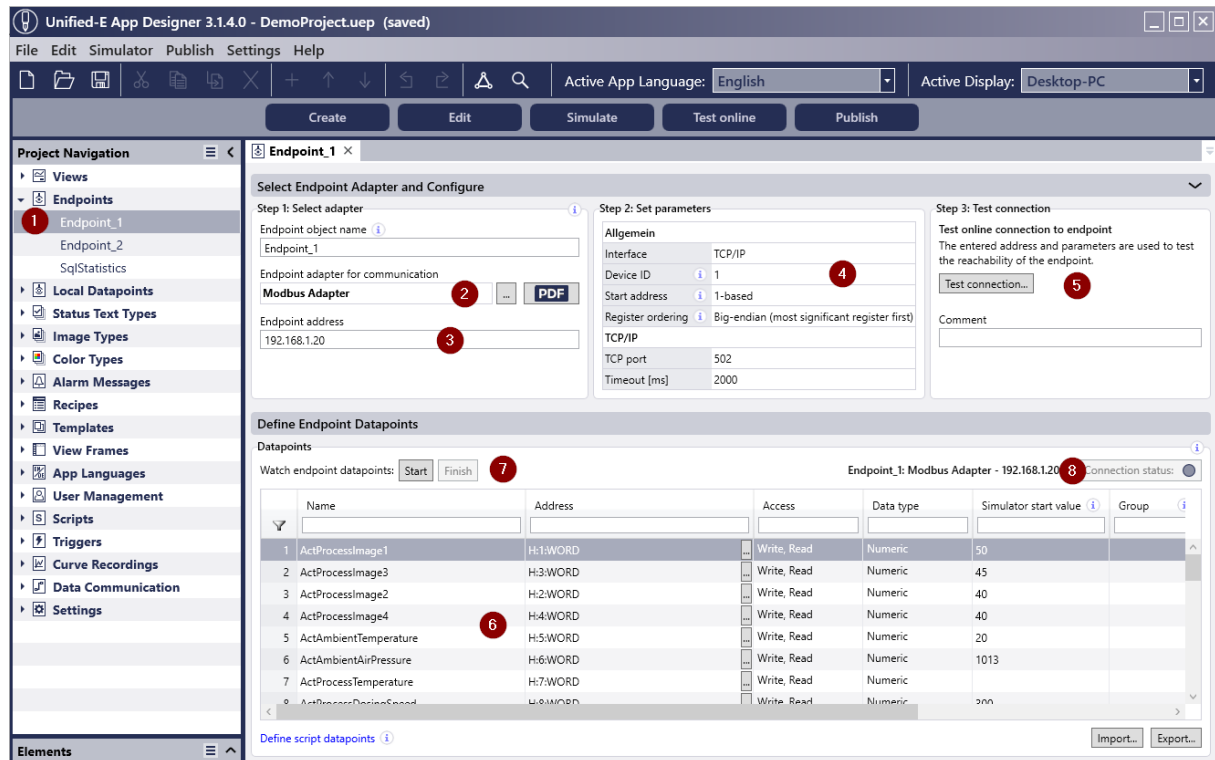 Unified-E App Designer 3.1.4.0 - DemoProject.uep (saved)
File Edit Simulator Publish Settings Help
Active App Language: English Active Display: Desktop-PC
Create Edit Simulate Test online Publish
Project Navigation
Views
Endpoints
1 Endpoint_1
Endpoint_2
SqlStatistics
Local Datapoints
Status Text Types
Image Types
Color Types
Alarm Messages
Recipes
Templates
View Frames
App Languages
User Management
Scripts
Triggers
Curve Recordings
Data Communication
Settings
Elements
Endpoint_1
Select Endpoint Adapter and Configure
Step 1: Select adapter
Endpoint object name
Endpoint_1
Endpoint adapter for communication
Modbus Adapter 2 ... PDF
Endpoint address
192.168.1.20 3
Step 2: Set parameters
Allgemein
Interface TCP/IP
Device ID 1 4
Start address 1-based
Register ordering Big-endian (most significant register first)
TCP/IP
TCP port 502
Timeout [ms] 2000
Step 3: Test connection
Test online connection to endpoint
The entered address and parameters are used to test
the reachability of the endpoint.
Test connection... 5
Comment
Define Endpoint Datapoints
Datapoints
Watch endpoint datapoints: Start Finish 7 Endpoint_1: Modbus Adapter - 192.168.1.20 8 Connection status:
Name Address Access Data type Simulator start value Group
1 ActProcessImage1 H:1:WORD ... Write, Read Numeric 50
2 ActProcessImage3 H:3:WORD ... Write, Read Numeric 45
3 ActProcessImage2 H:2:WORD ... Write, Read Numeric 40
4 ActProcessImage4 H:4:WORD ... Write, Read Numeric 40
6
5 ActAmbientTemperature H:5:WORD ... Write, Read Numeric 20
6 ActAmbientAirPressure H:6:WORD ... Write, Read Numeric 1013
7 ActProcessTemperature H:7:WORD ... Write, Read Numeric
8 ActProcessDosingSpeed H:8:WORD ... Write, Read Numeric 300
Define script datapoints Import... Export...